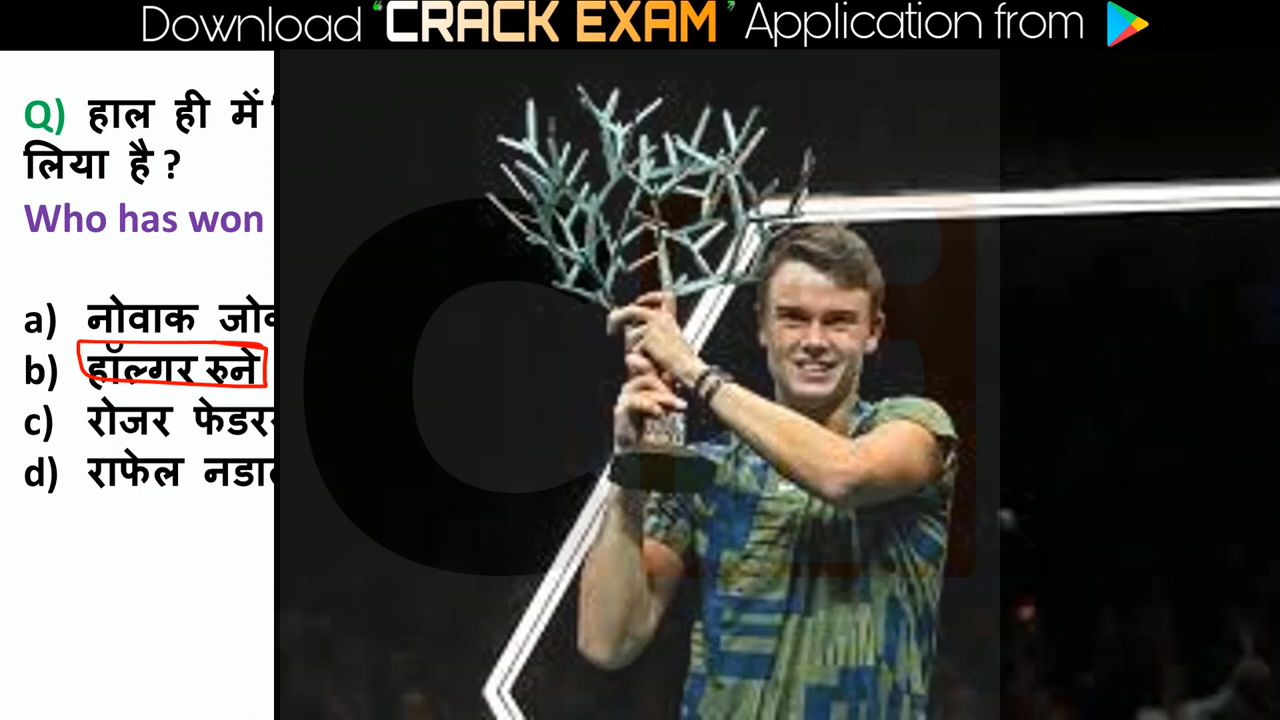 Download “CRACK EXAM” Application from
Q) हाल ही में
लिया है ?
Who has won
a) नोवाक
b) हॉल्गर रुने
c) रोजर
d) राफेल